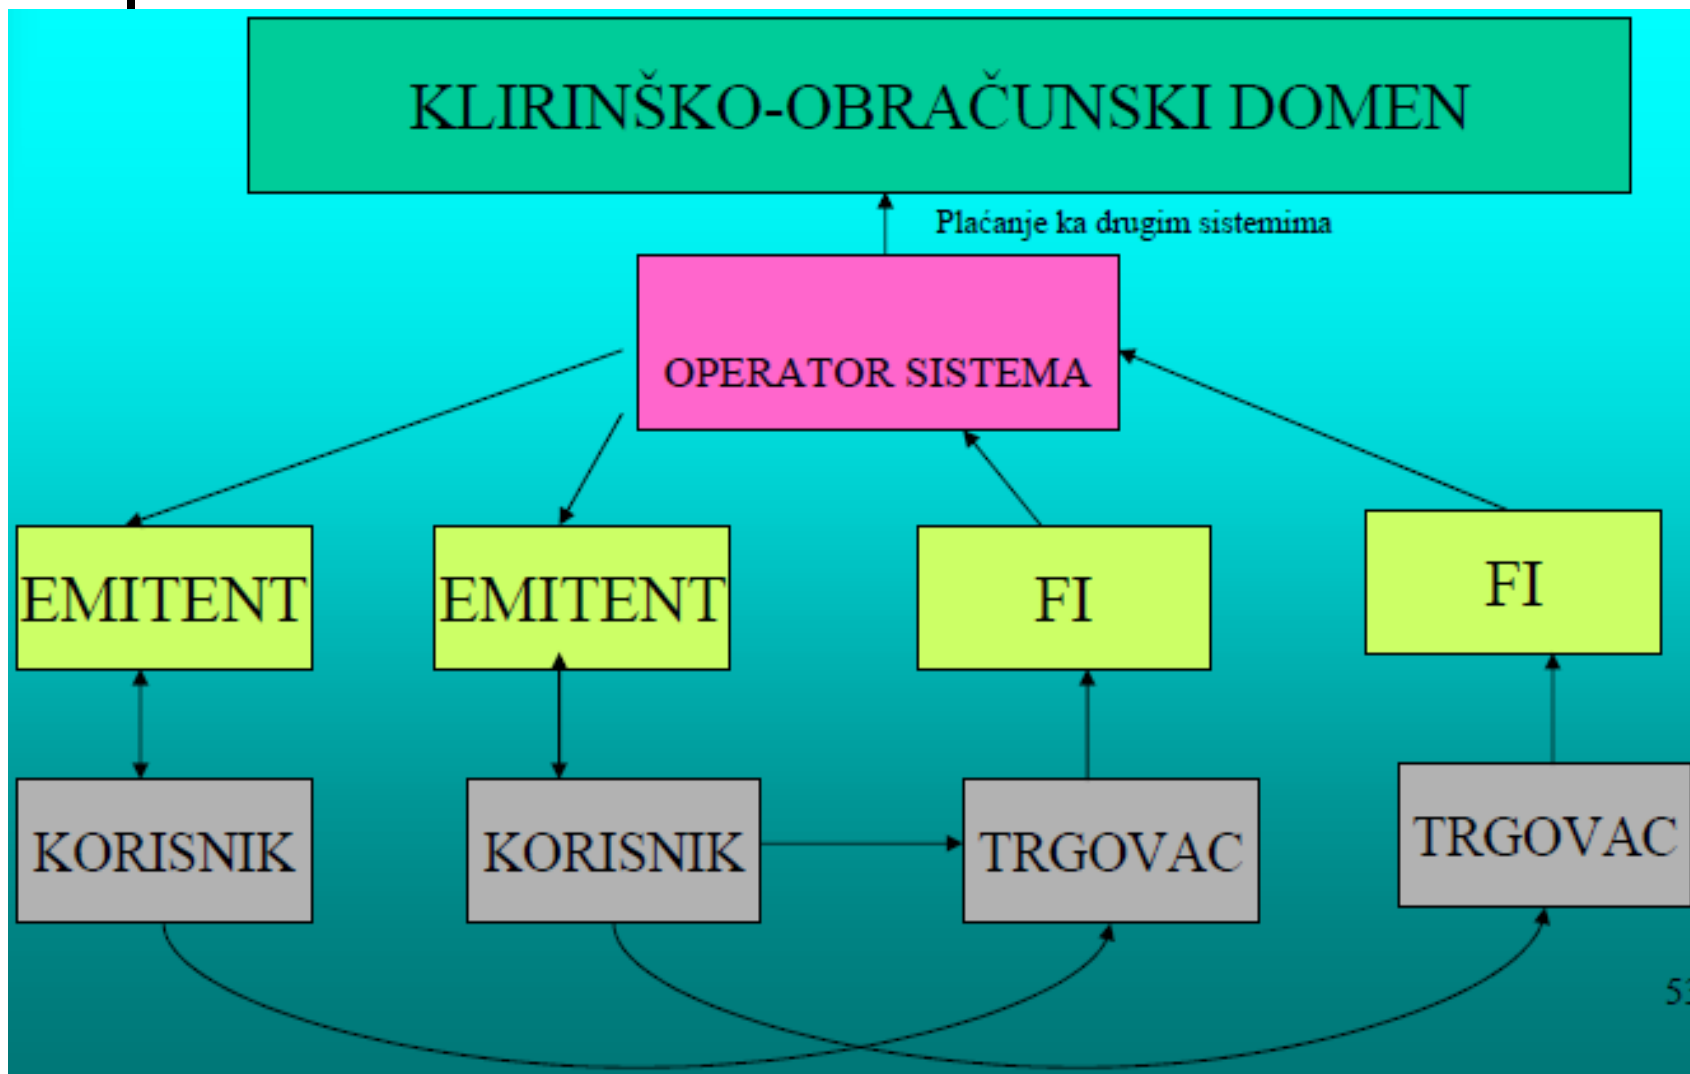 KLIRINŠKO-OBRAČUNSKI DOMEN
Plaćanje ka drugim sistemima
OPERATOR SISTEMA
EMITENT
EMITENT
FI
FI
KORISNIK
KORISNIK
TRGOVAC
TRGOVAC